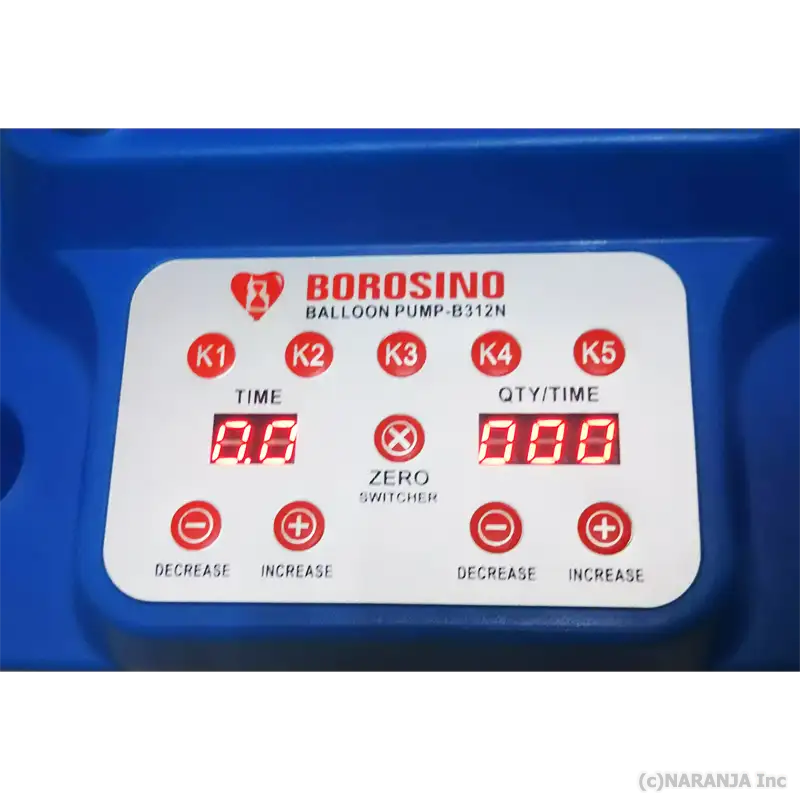 BOROSINO
BALLOON PUMP-B312N
K1 K2 K3 K4 K5
TIME QTY/TIME
0.0 000
ZERO
SWITCHER
DECREASE INCREASE DECREASE INCREASE
(c)NARANJA Inc